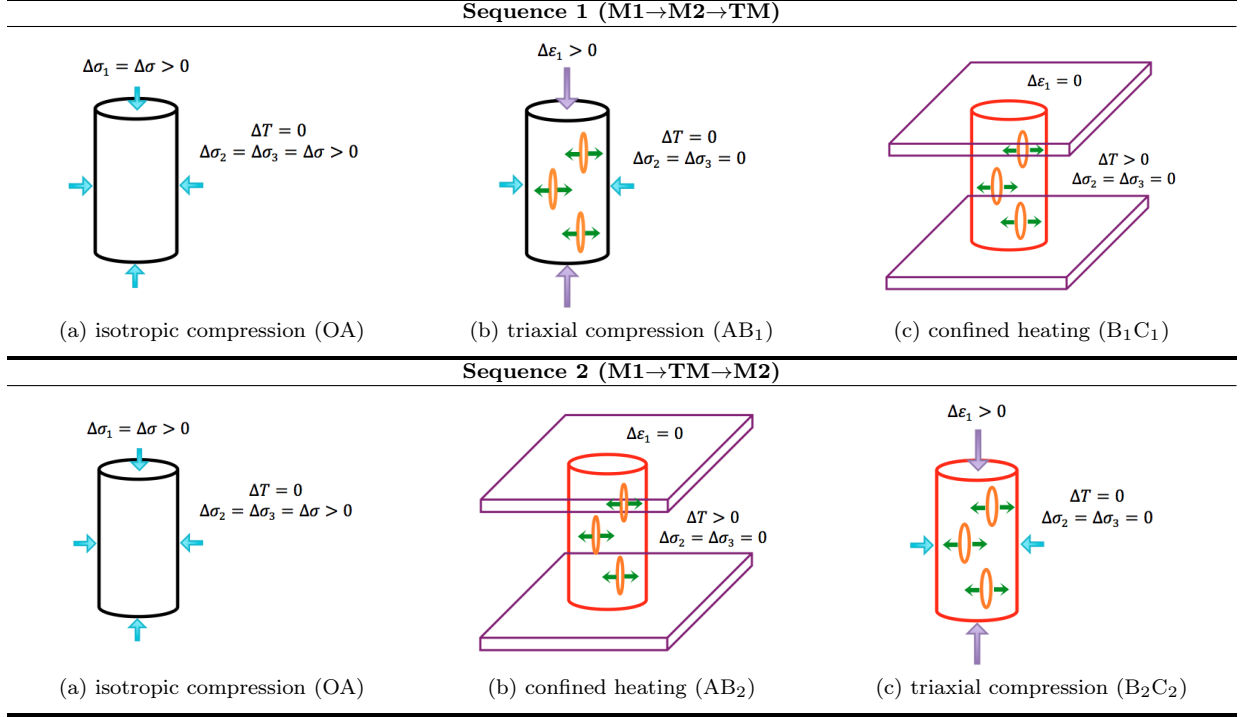 Sequence 1 (M1→M2→TM)
Δσ₁ = Δσ > 0
ΔT = 0
Δσ₂ = Δσ₃ = Δσ > 0
Δε₁ > 0
ΔT = 0
Δσ₂ = Δσ₃ = 0
Δε₁ = 0
ΔT > 0
Δσ₂ = Δσ₃ = 0
(a) isotropic compression (OA)
(b) triaxial compression (AB₁)
(c) confined heating (B₁C₁)
Sequence 2 (M1→TM→M2)
Δσ₁ = Δσ > 0
ΔT = 0
Δσ₂ = Δσ₃ = Δσ > 0
Δε₁ = 0
ΔT > 0
Δσ₂ = Δσ₃ = 0
Δε₁ > 0
ΔT = 0
Δσ₂ = Δσ₃ = 0
(a) isotropic compression (OA)
(b) confined heating (AB₂)
(c) triaxial compression (B₂C₂)